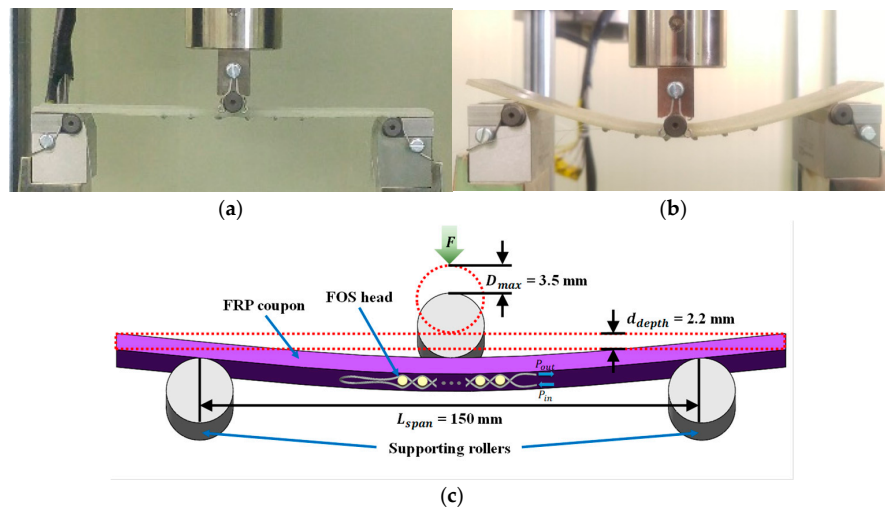 (a)
(b)
F
D_max = 3.5 mm
FOS head
FRP coupon
d_depth = 2.2 mm
P_out
P_in
L_span = 150 mm
Supporting rollers
(c)